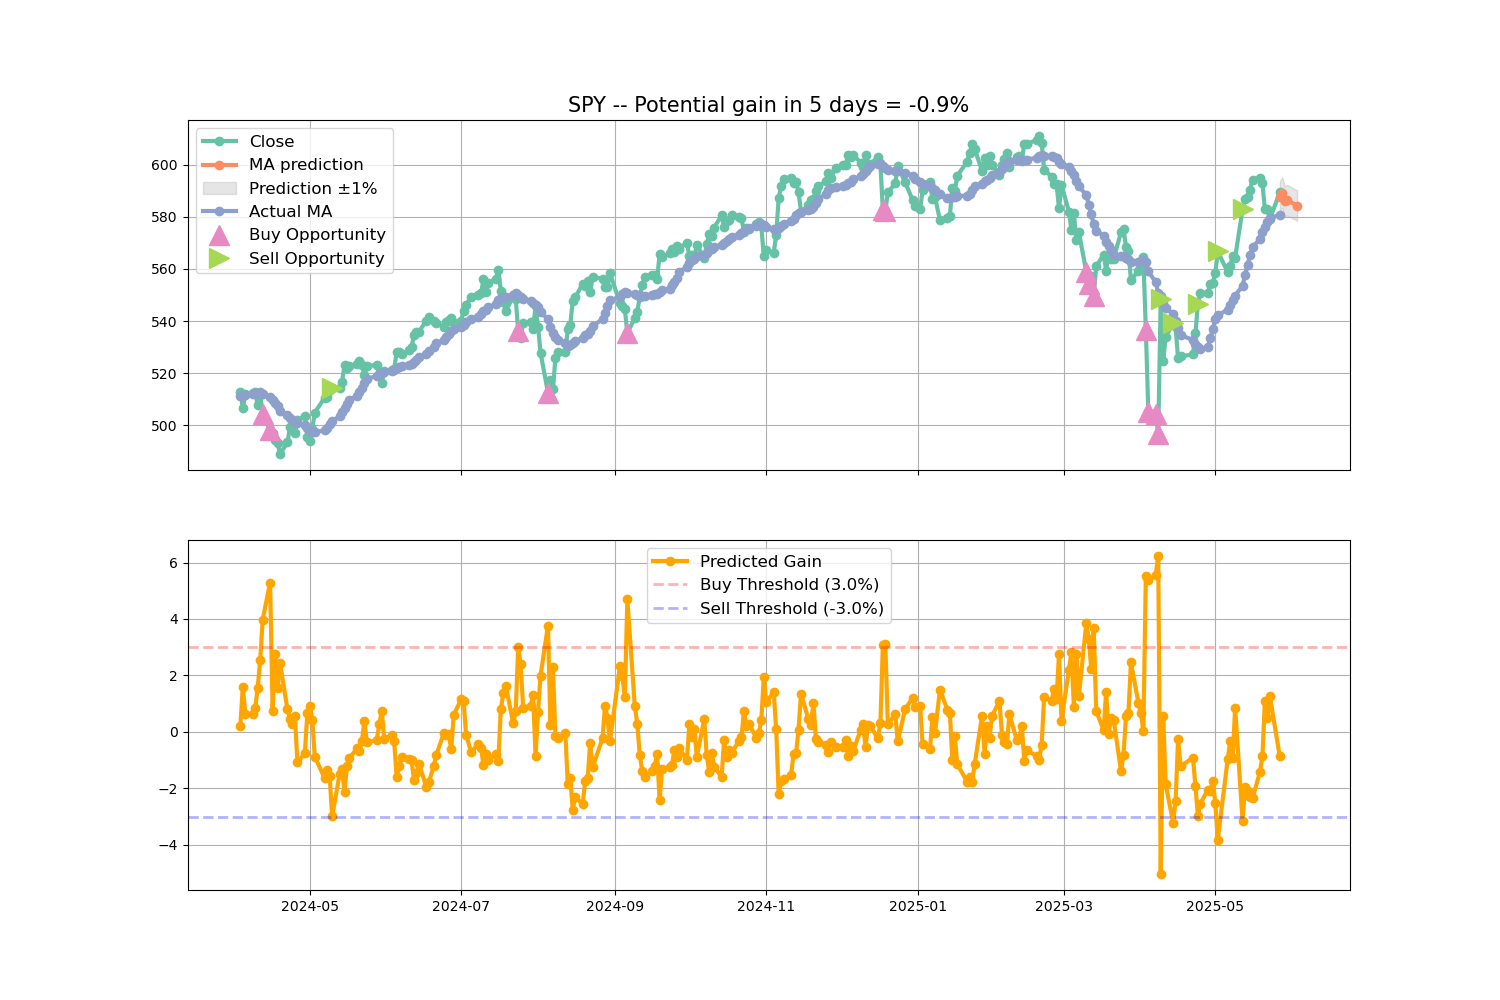 SPY -- Potential gain in 5 days = -0.9%
Close
MA prediction
Prediction ±1%
Actual MA
Buy Opportunity
Sell Opportunity
600
580
560
540
520
500
Predicted Gain
Buy Threshold (3.0%)
Sell Threshold (-3.0%)
6
4
2
0
−2
−4
2024-05
2024-07
2024-09
2024-11
2025-01
2025-03
2025-05